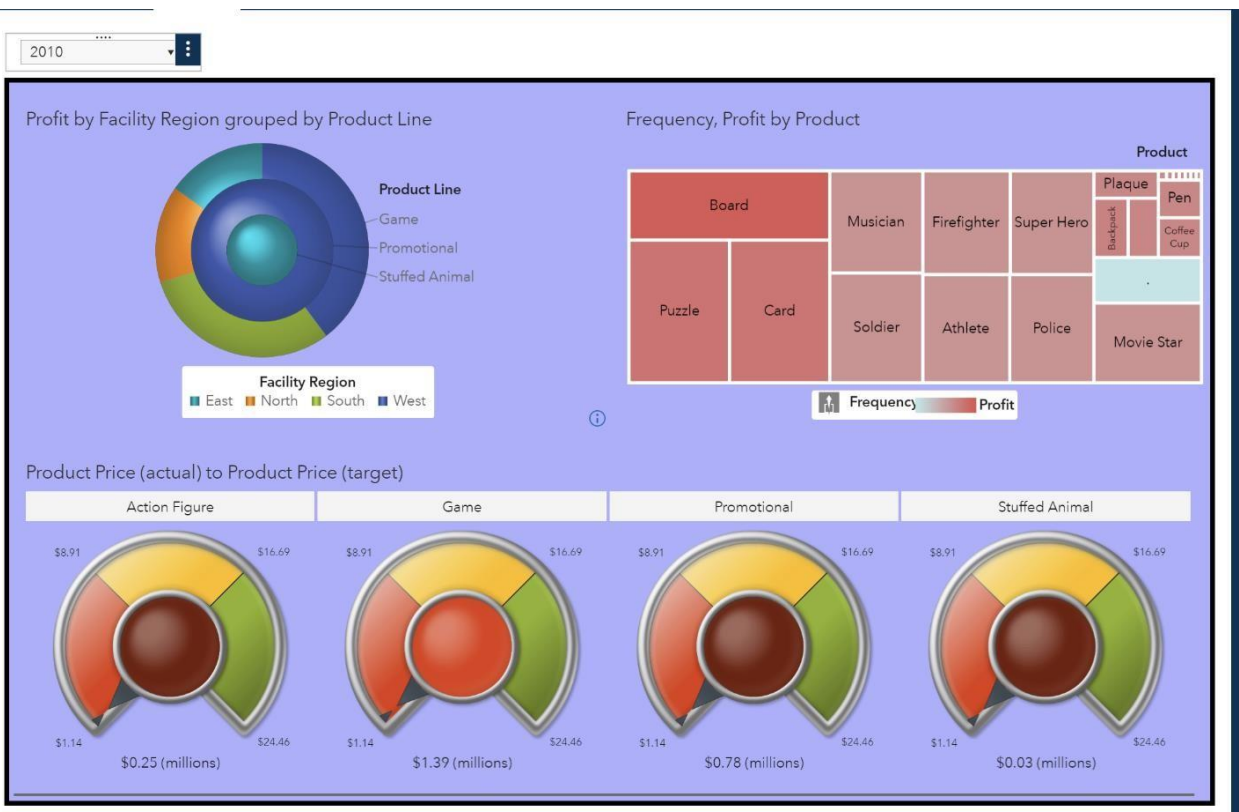 2010
Profit by Facility Region grouped by Product Line
Product Line
Game
Promotional
Stuffed Animal
Facility Region
East North South West
Frequency, Profit by Product
Product
Board
Puzzle
Card
Musician
Soldier
Firefighter
Athlete
Super Hero
Police
Plaque
Backpack
Pen
Coffee
Cup
.
Movie Star
Frequency Profit
Product Price (actual) to Product Price (target)
Action Figure Game Promotional Stuffed Animal
$8.91 $16.69 $8.91 $16.69 $8.91 $16.69 $8.91 $16.69
$1.14 $24.46 $1.14 $24.46 $1.14 $24.46 $1.14 $24.46
$0.25 (millions) $1.39 (millions) $0.78 (millions) $0.03 (millions)